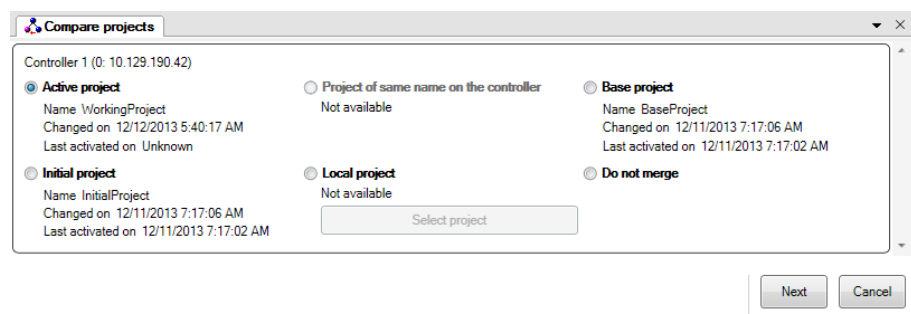 Compare projects
Controller 1 (0: 10.129.190.42)
Active project
Name WorkingProject
Changed on 12/12/2013 5:40:17 AM
Last activated on Unknown
Project of same name on the controller
Not available
Base project
Name BaseProject
Changed on 12/11/2013 7:17:06 AM
Last activated on 12/11/2013 7:17:02 AM
Initial project
Name InitialProject
Changed on 12/11/2013 7:17:06 AM
Last activated on 12/11/2013 7:17:02 AM
Local project
Not available
Select project
Do not merge
Next
Cancel